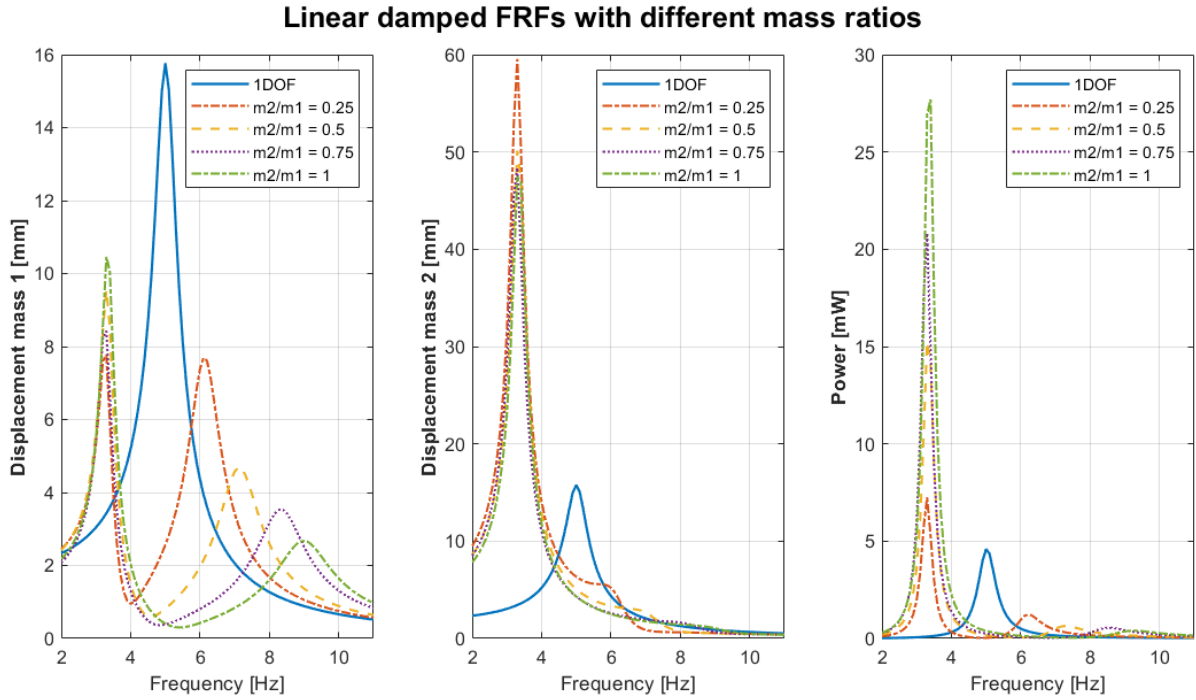 Linear damped FRFs with different mass ratios
Displacement mass 1 [mm]
16
14
12
10
8
6
4
2
0
1DOF
m2/m1 = 0.25
m2/m1 = 0.5
m2/m1 = 0.75
m2/m1 = 1
2 4 6 8 10
Frequency [Hz]
Displacement mass 2 [mm]
60
50
40
30
20
10
0
1DOF
m2/m1 = 0.25
m2/m1 = 0.5
m2/m1 = 0.75
m2/m1 = 1
2 4 6 8 10
Frequency [Hz]
Power [mW]
30
25
20
15
10
5
0
1DOF
m2/m1 = 0.25
m2/m1 = 0.5
m2/m1 = 0.75
m2/m1 = 1
2 4 6 8 10
Frequency [Hz]